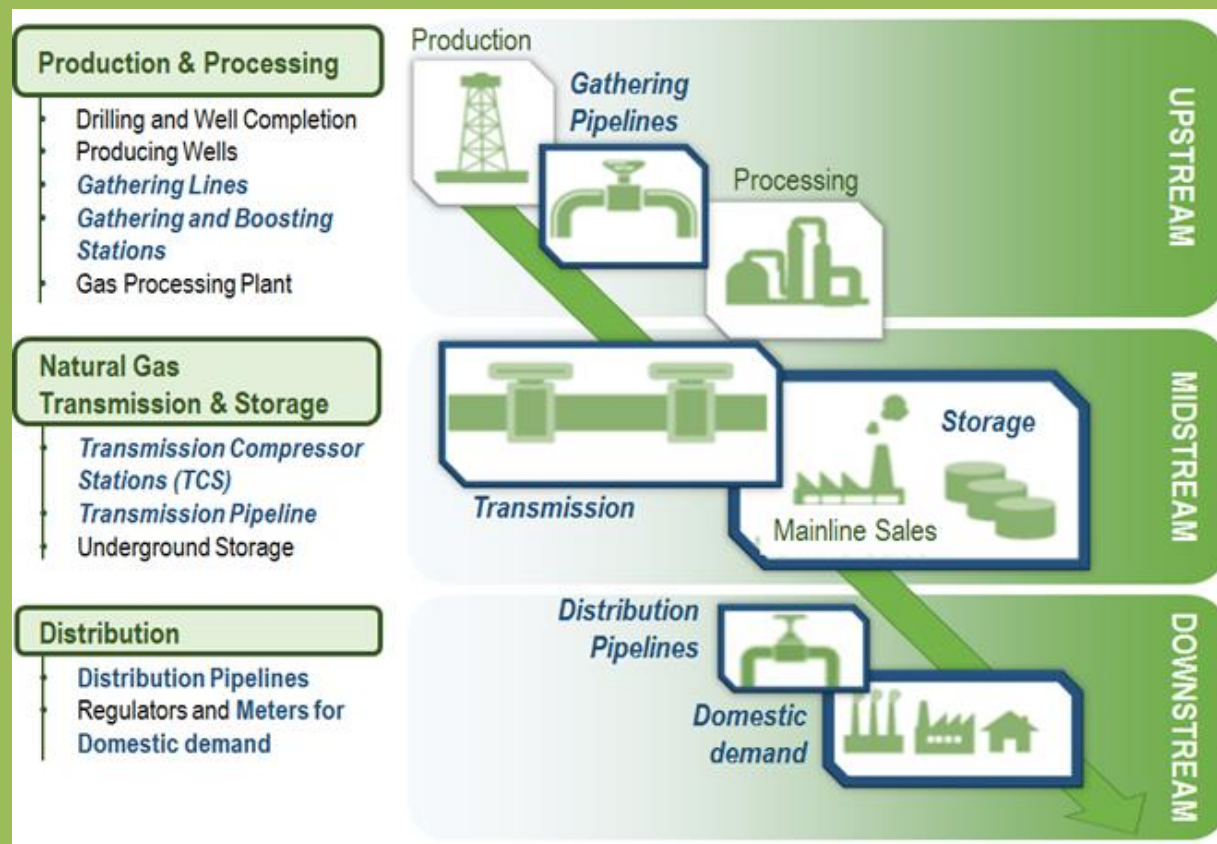 Production & Processing
Drilling and Well Completion
Producing Wells
Gathering Lines
Gathering and Boosting
Stations
Gas Processing Plant
Production
Gathering
Pipelines
Processing
UPSTREAM
Natural Gas
Transmission & Storage
Transmission Compressor
Stations (TCS)
Transmission Pipeline
Underground Storage
Transmission
Storage
Mainline Sales
MIDSTREAM
Distribution
Distribution Pipelines
Regulators and Meters for
Domestic demand
Distribution
Pipelines
Domestic
demand
DOWNSTREAM